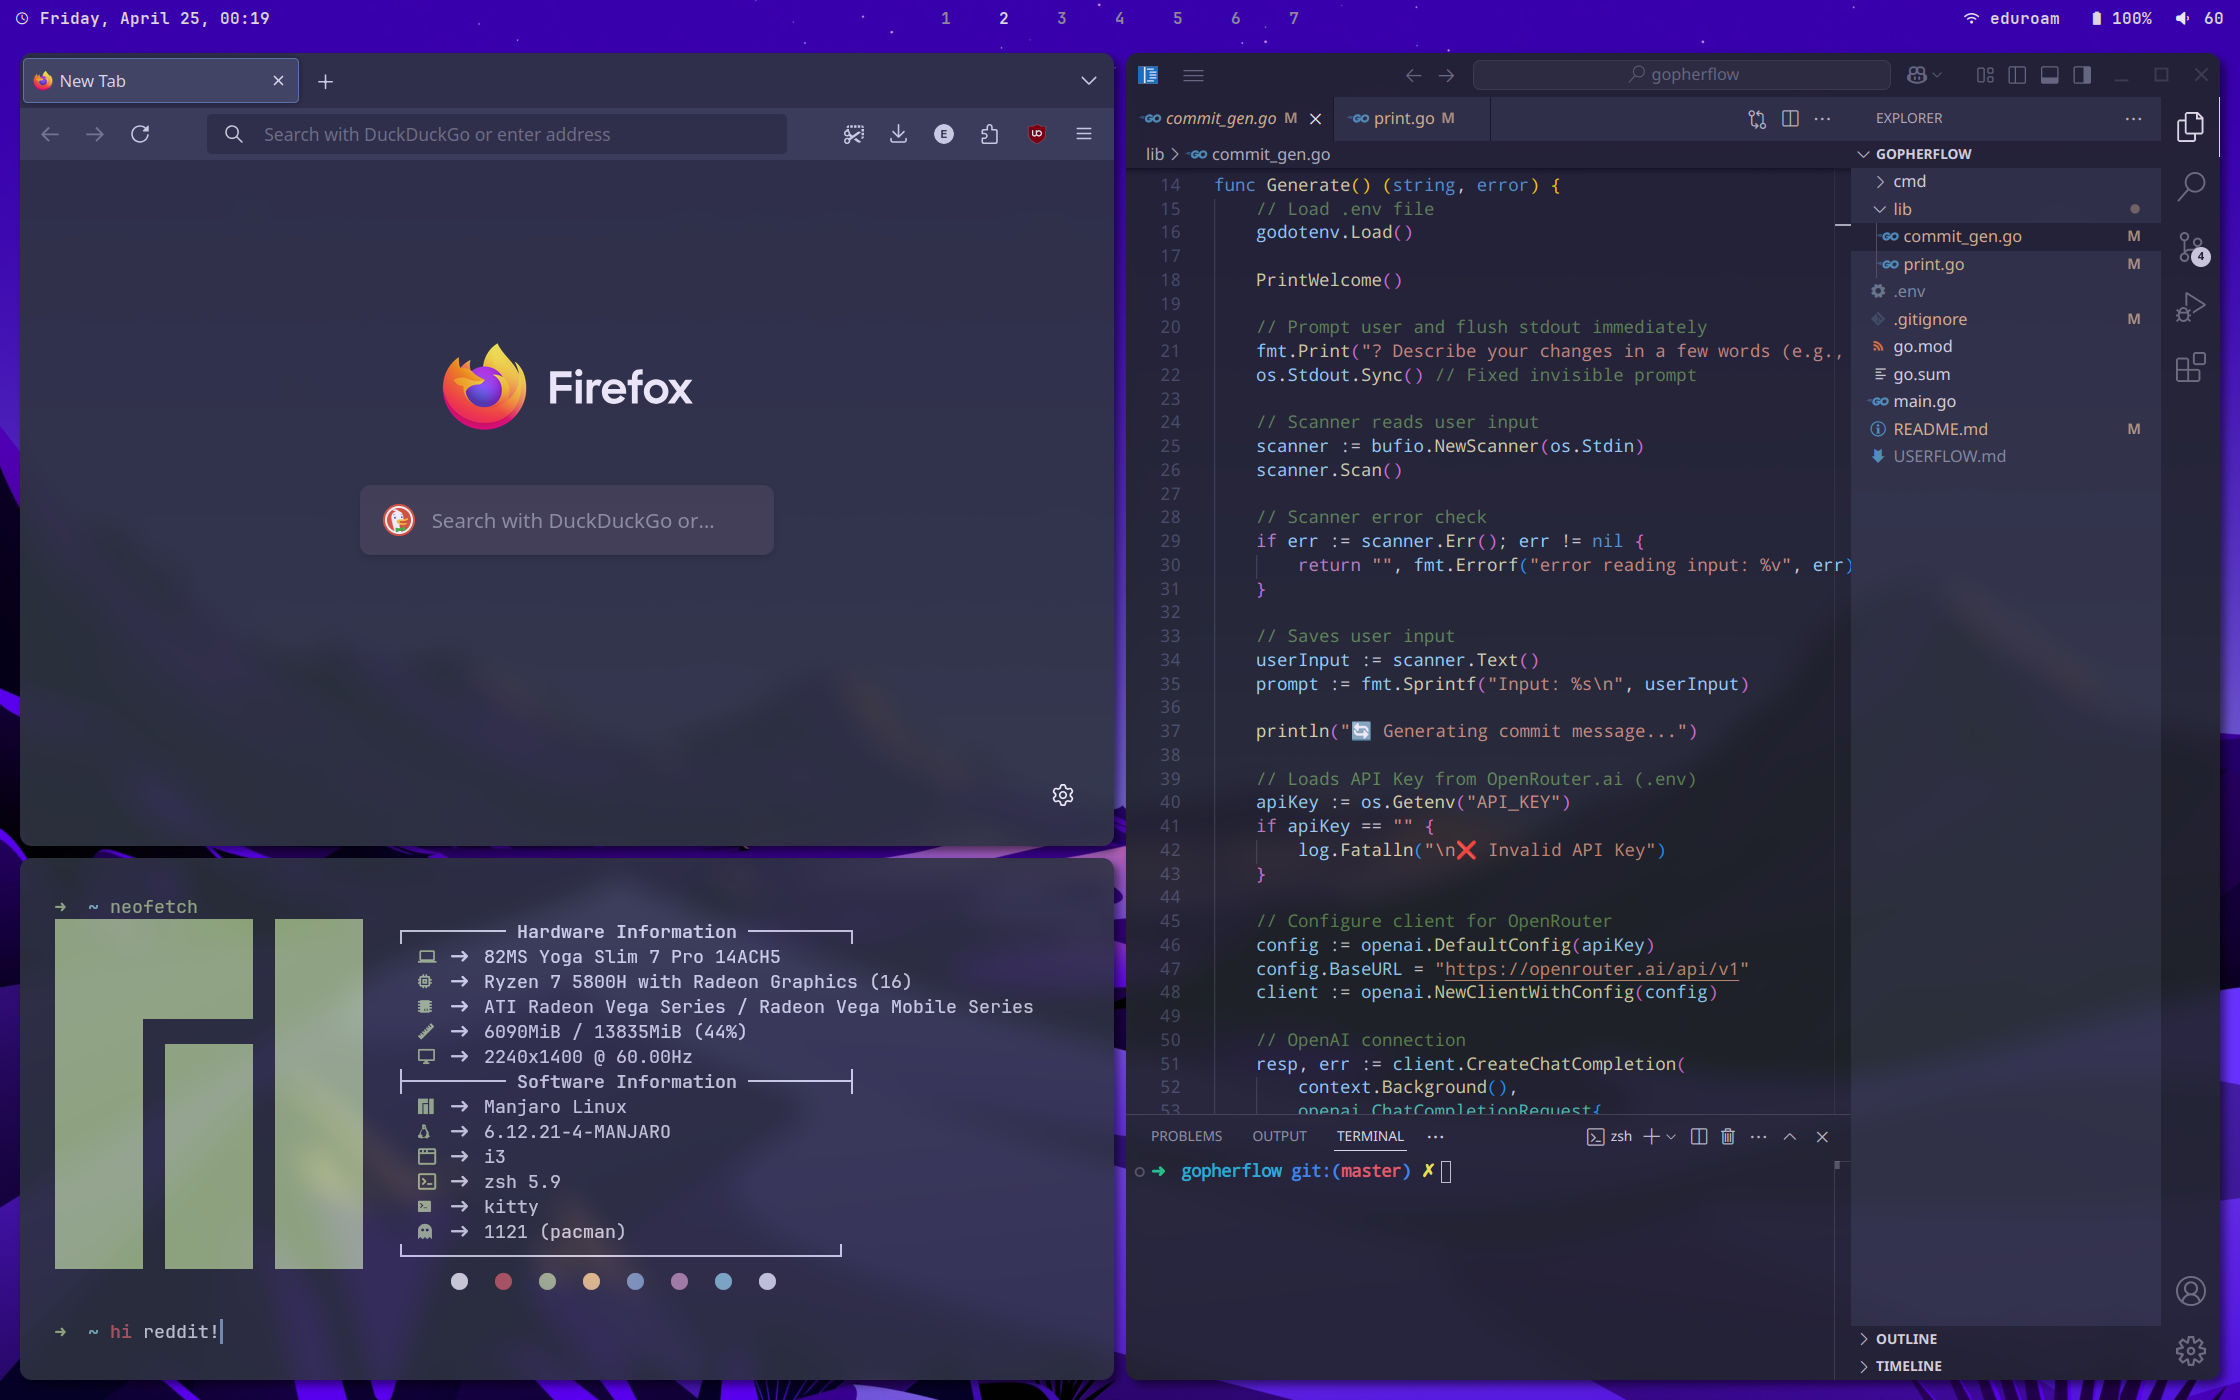 Friday, April 25, 00:19
1 2 3 4 5 6 7
eduroam 100% 60
New Tab
Search with DuckDuckGo or enter address
E
Firefox
Search with DuckDuckGo or...
→ ~ neofetch
Hardware Information
→ 82MS Yoga Slim 7 Pro 14ACH5
→ Ryzen 7 5800H with Radeon Graphics (16)
→ ATI Radeon Vega Series / Radeon Vega Mobile Series
→ 6090MiB / 13835MiB (44%)
→ 2240x1400 @ 60.00Hz
Software Information
→ Manjaro Linux
→ 6.12.21-4-MANJARO
→ i3
→ zsh 5.9
→ kitty
→ 1121 (pacman)
→ ~ hi reddit!
gopherflow
GO commit_gen.go M
GO print.go M
lib > GO commit_gen.go
14 func Generate() (string, error) {
15 // Load .env file
16 godotenv.Load()
17
18 PrintWelcome()
19
20 // Prompt user and flush stdout immediately
21 fmt.Print("? Describe your changes in a few words (e.g.,
22 os.Stdout.Sync() // Fixed invisible prompt
23
24 // Scanner reads user input
25 scanner := bufio.NewScanner(os.Stdin)
26 scanner.Scan()
27
28 // Scanner error check
29 if err := scanner.Err(); err != nil {
30 return "", fmt.Errorf("error reading input: %v", err)
31 }
32
33 // Saves user input
34 userInput := scanner.Text()
35 prompt := fmt.Sprintf("Input: %s\n", userInput)
36
37 println("🔄 Generating commit message...")
38
39 // Loads API Key from OpenRouter.ai (.env)
40 apiKey := os.Getenv("API_KEY")
41 if apiKey == "" {
42 log.Fatalln("\n❌ Invalid API Key")
43 }
44
45 // Configure client for OpenRouter
46 config := openai.DefaultConfig(apiKey)
47 config.BaseURL = "https://openrouter.ai/api/v1"
48 client := openai.NewClientWithConfig(config)
49
50 // OpenAI connection
51 resp, err := client.CreateChatCompletion(
52 context.Background(),
53 openai.ChatCompletionRequest{
PROBLEMS OUTPUT TERMINAL ...
zsh
→ gopherflow git:(master) ✗
EXPLORER
GOPHERFLOW
cmd
lib
GO commit_gen.go M
GO print.go M
.env
.gitignore M
go.mod
go.sum
GO main.go
README.md M
USERFLOW.md
OUTLINE
TIMELINE
4